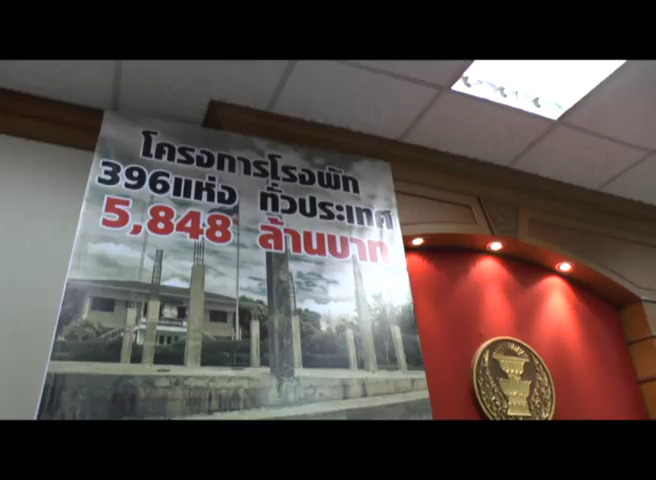 โครงการโรงพัก
396แห่ง ทั่วประเทศ
5,848 ล้านบาท